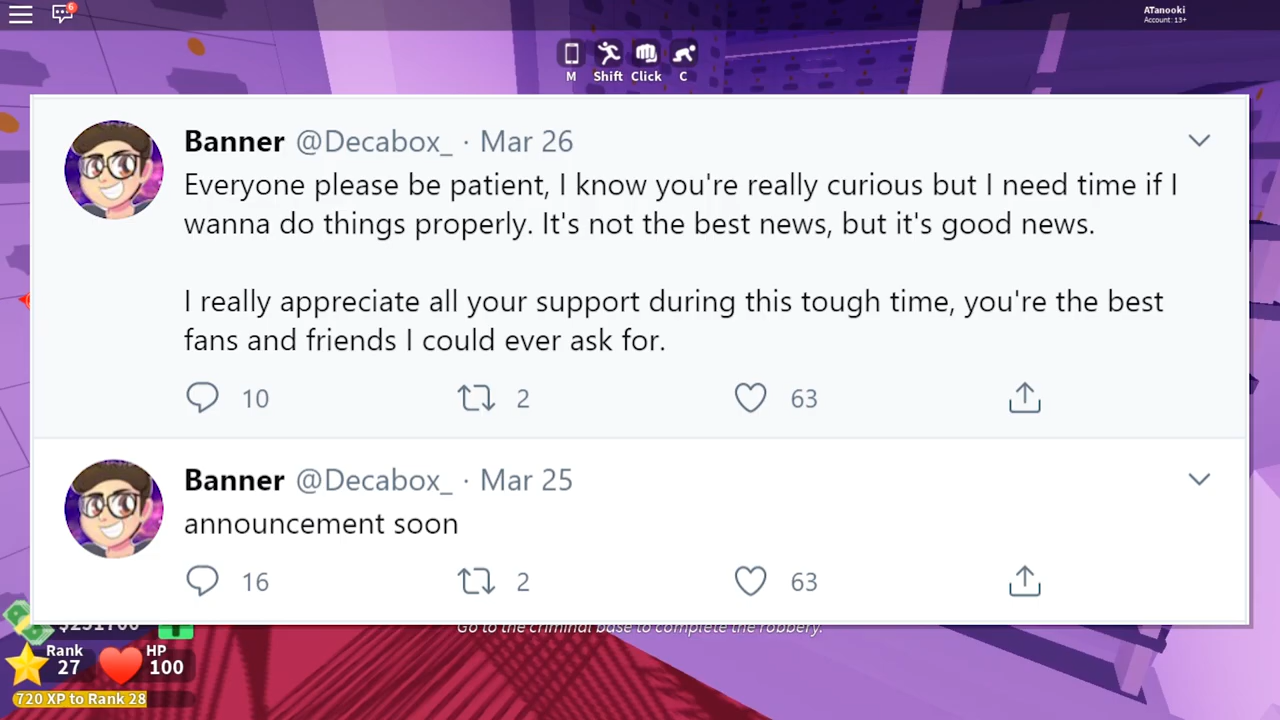 6
ATanooki
Account: 13+
M Shift Click C
Banner @Decabox_ · Mar 26
Everyone please be patient, I know you're really curious but I need time if I
wanna do things properly. It's not the best news, but it's good news.
I really appreciate all your support during this tough time, you're the best
fans and friends I could ever ask for.
10 2 63
Banner @Decabox_ · Mar 25
announcement soon
16 2 63
Go to the criminal base to complete the robbery.
Rank HP
27 100
720 XP to Rank 28